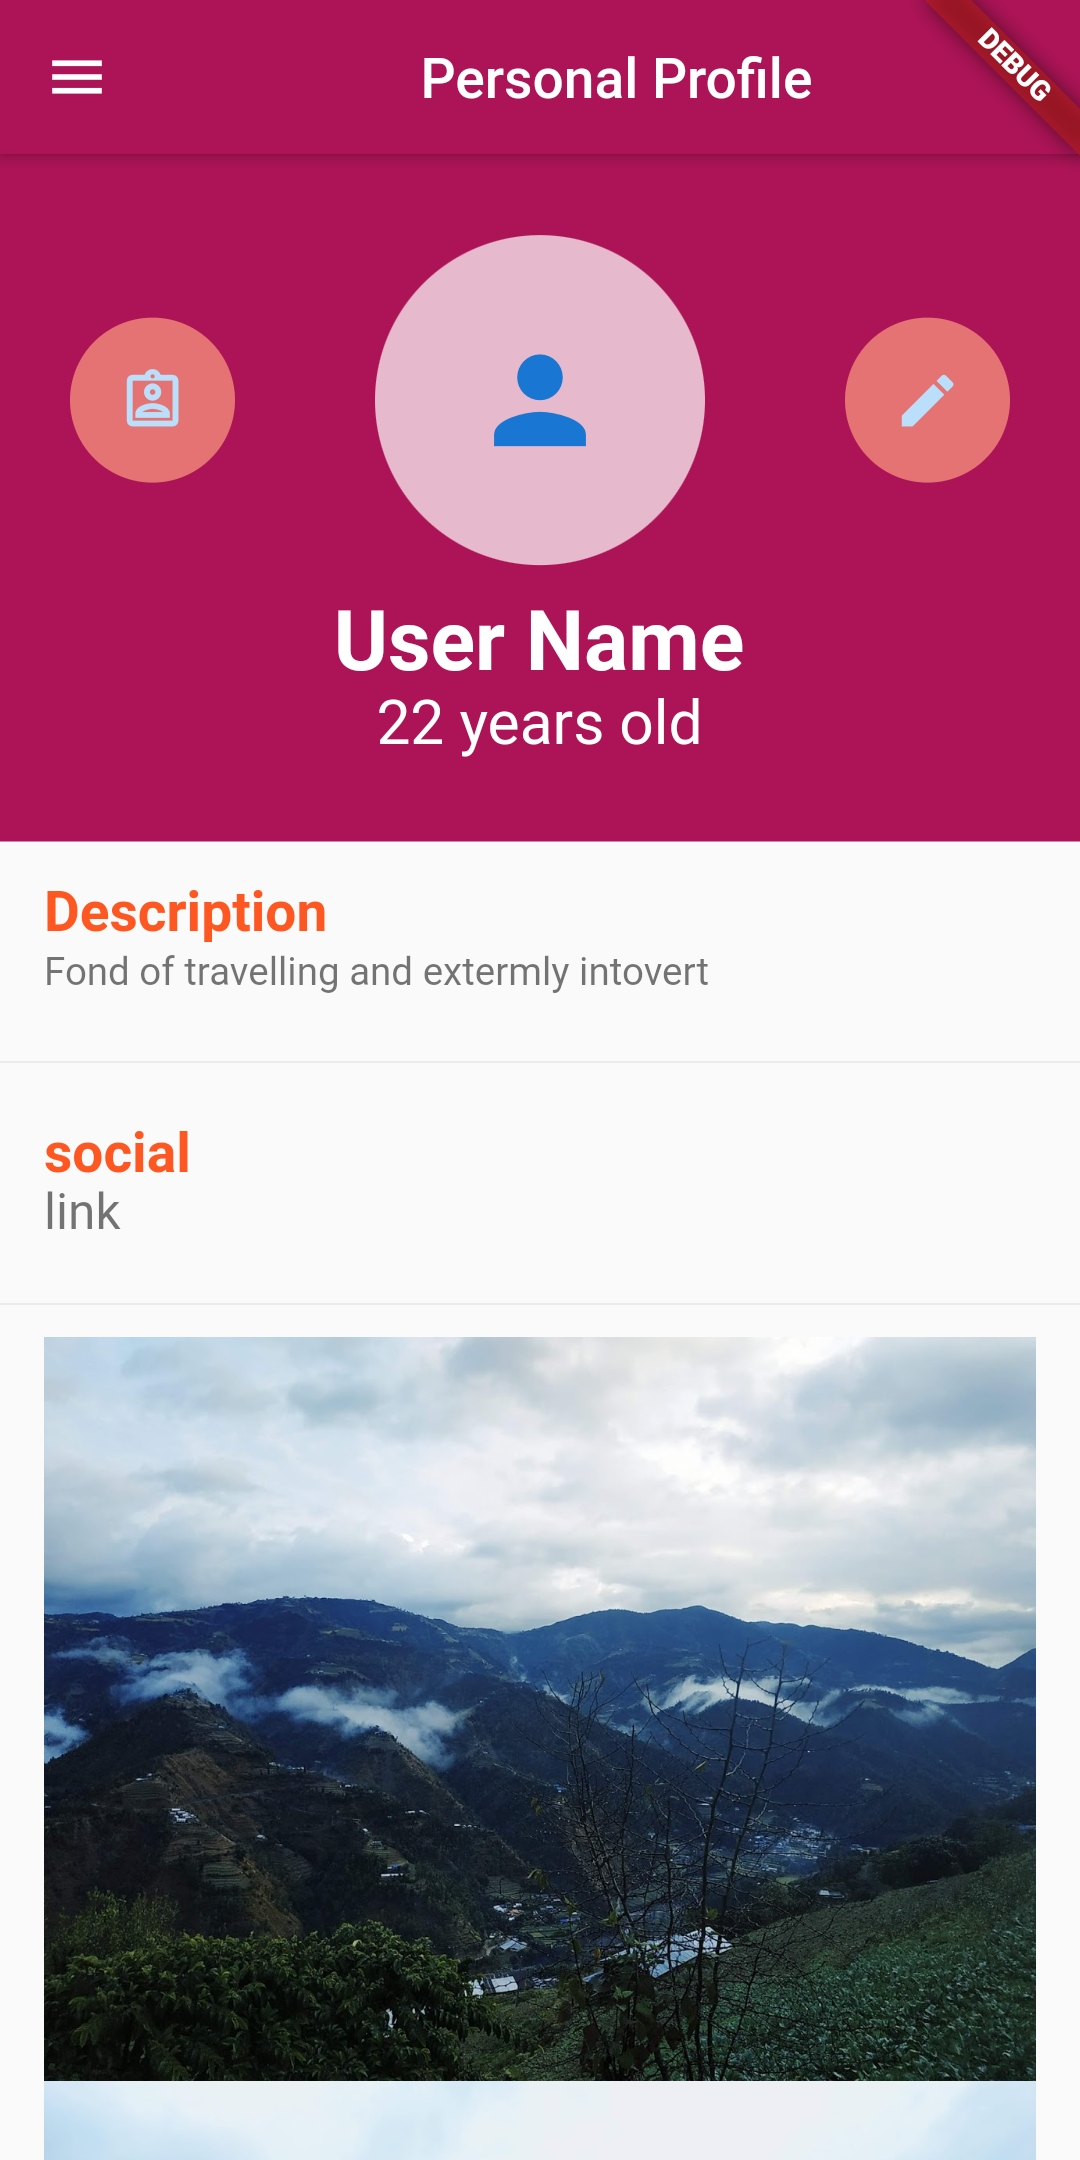 Personal Profile
DEBUG
User Name
22 years old
Description
Fond of travelling and extermly intovert
social
link